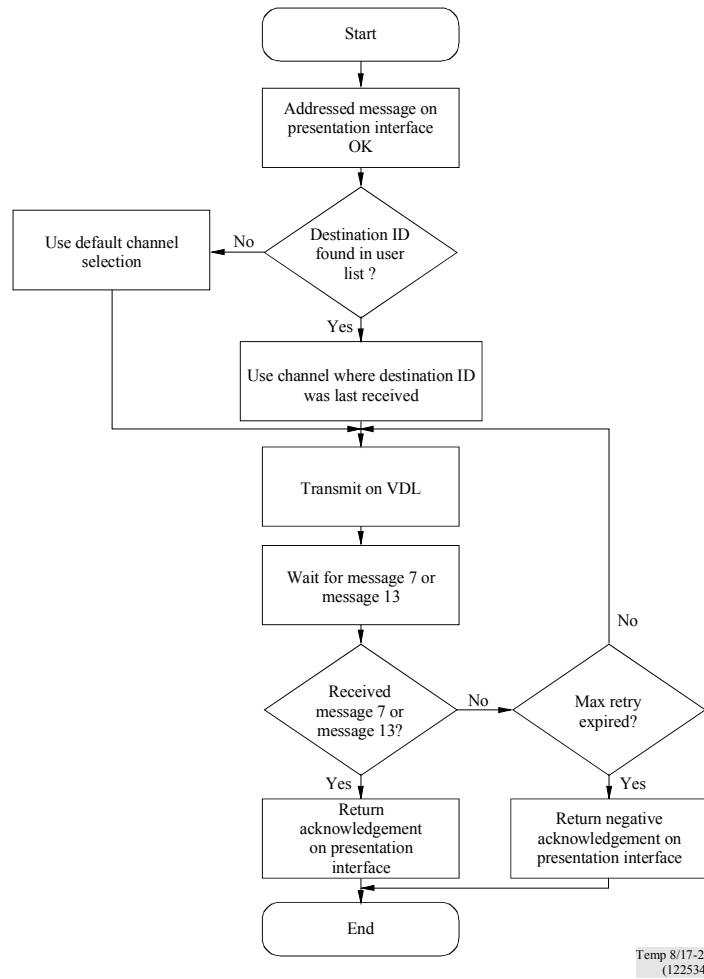 Start
Addressed message on
presentation interface
OK
Destination ID
found in user
list ?
No
Use default channel
selection
Yes
Use channel where destination ID
was last received
Transmit on VDL
Wait for message 7 or
message 13
No
Received
message 7 or
message 13?
No
Max retry
expired?
Yes
Yes
Return
acknowledgement
on presentation
interface
Return negative
acknowledgement on
presentation interface
End
Temp 8/17-2
(122534